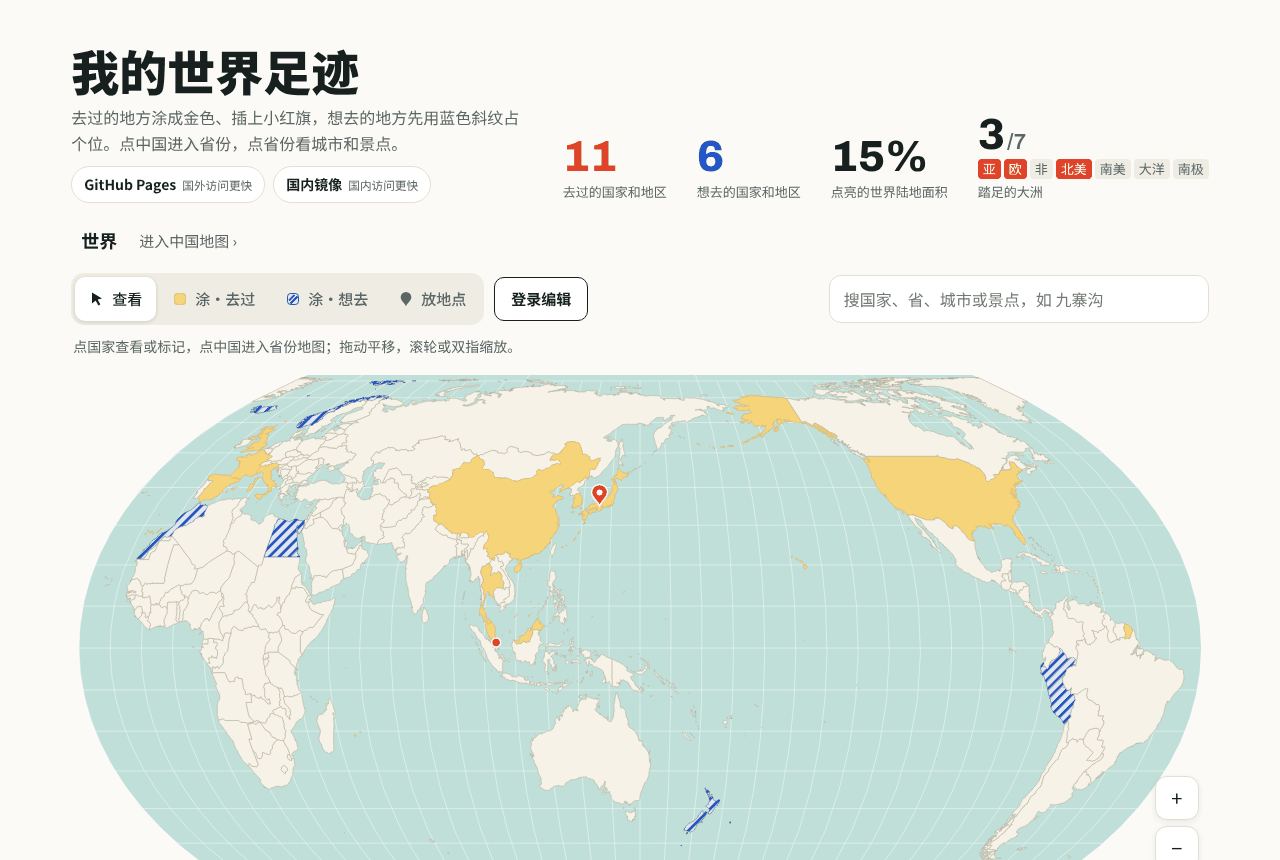 我的世界足迹
去过的地方涂成金色、插上小红旗，想去的地方先用蓝色斜纹占
个位。点中国进入省份，点省份看城市和景点。
GitHub Pages 国外访问更快
国内镜像 国内访问更快
11
去过的国家和地区
6
想去的国家和地区
15%
点亮的世界陆地面积
3/7
亚 欧 非 北美 南美 大洋 南极
踏足的大洲
世界 进入中国地图 ›
查看 涂·去过 涂·想去 放地点 登录编辑
搜国家、省、城市或景点，如 九寨沟
点国家查看或标记，点中国进入省份地图；拖动平移，滚轮或双指缩放。
+
−